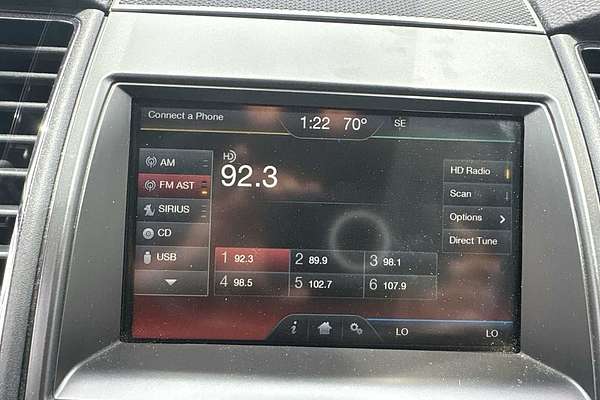 Connect a Phone 1:22 70° SE
AM
FM AST
SIRIUS
CD
USB
HD
92.3
1 92.3 2 89.9 3 98.1
4 98.5 5 102.7 6 107.9
HD Radio
Scan
Options >
Direct Tune
i LO LO